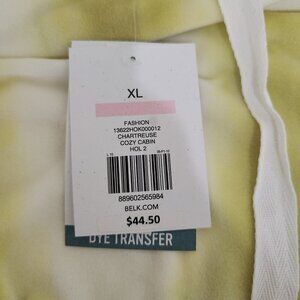 XL
FASHION
13622HOK000012
CHARTREUSE
COZY CABIN
HOL 2
889602565984
BELK.COM
$44.50
DYE TRANSFER